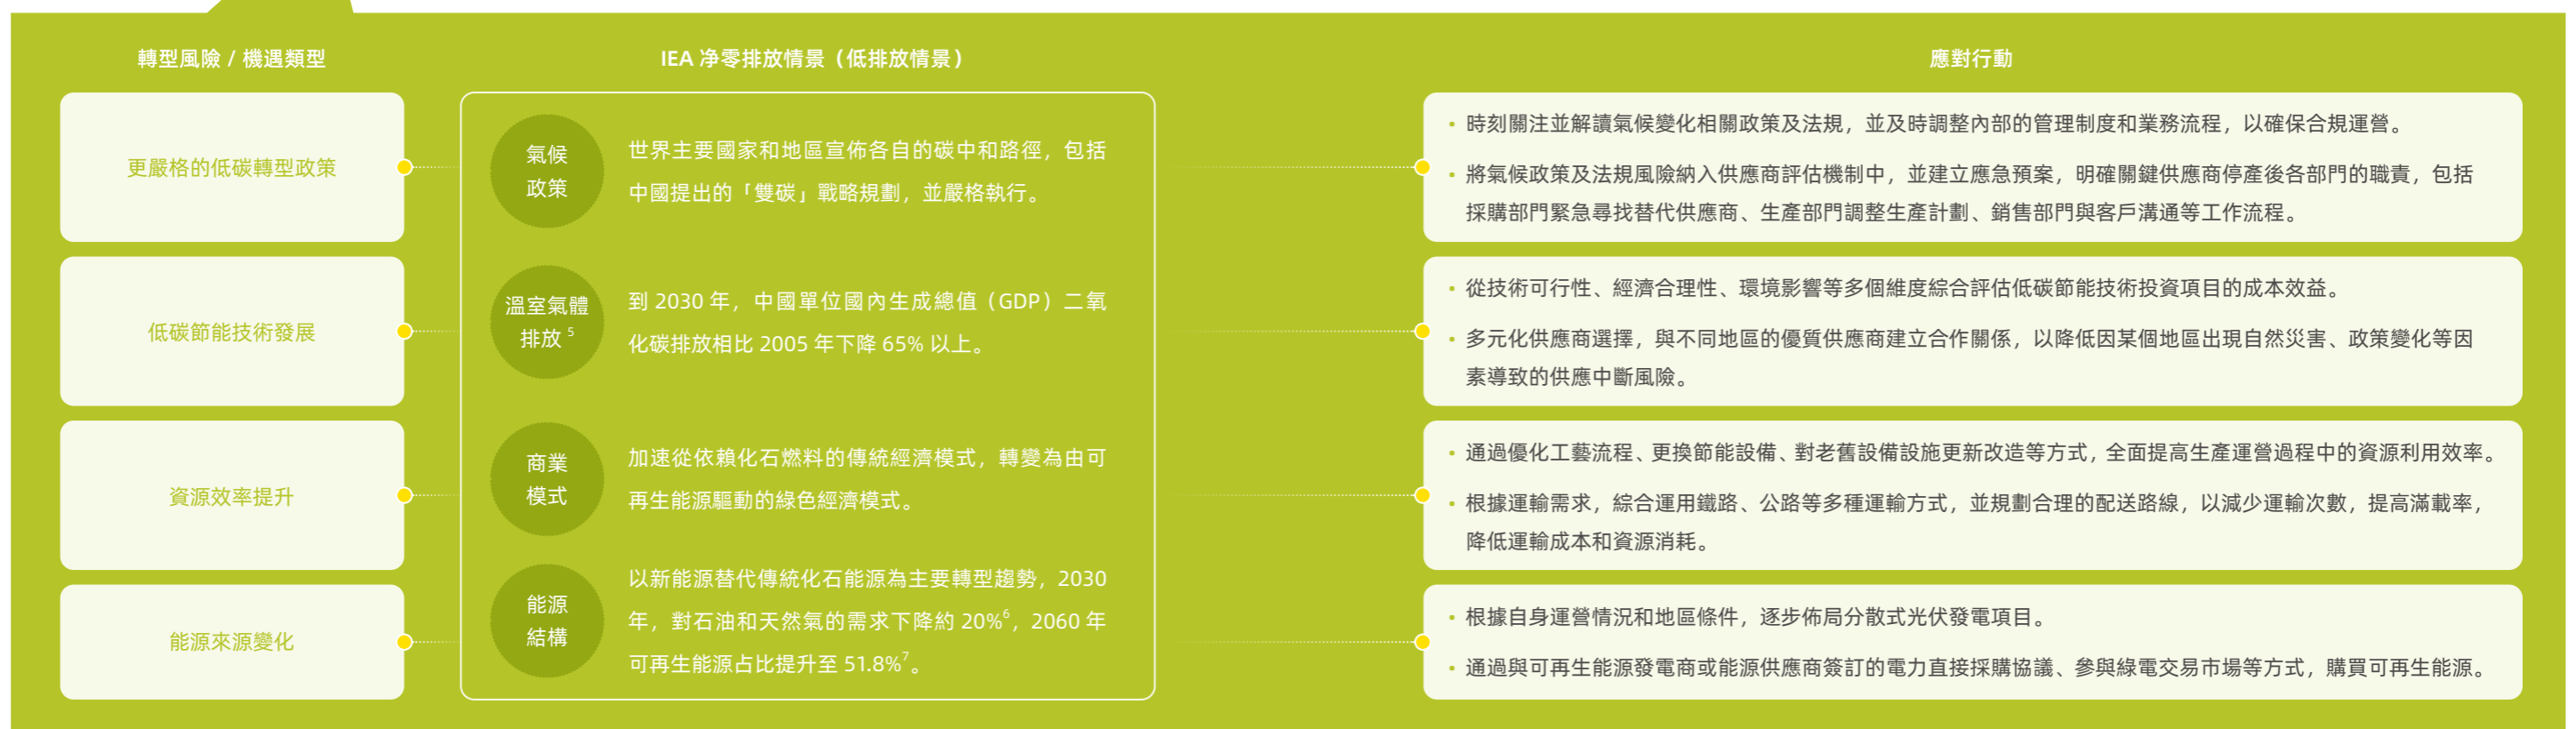 轉型風險 / 機遇類型
IEA 净零排放情景（低排放情景）
應對行動
更嚴格的低碳轉型政策
氣候
政策
世界主要國家和地區宣佈各自的碳中和路徑，包括
中國提出的「雙碳」戰略規劃，並嚴格執行。
• 時刻關注並解讀氣候變化相關政策及法規，並及時調整內部的管理制度和業務流程，以確保合規運營。
• 將氣候政策及法規風險納入供應商評估機制中，並建立應急預案，明確關鍵供應商停產後各部門的職責，包括
採購部門緊急尋找替代供應商、生產部門調整生產計劃、銷售部門與客戶溝通等工作流程。
低碳節能技術發展
溫室氣體
排放 5
到 2030 年，中國單位國內生成總值（GDP）二氧
化碳排放相比 2005 年下降 65% 以上。
• 從技術可行性、經濟合理性、環境影響等多個維度綜合評估低碳節能技術投資項目的成本效益。
• 多元化供應商選擇，與不同地區的優質供應商建立合作關係，以降低因某個地區出現自然災害、政策變化等因
素導致的供應中斷風險。
資源效率提升
商業
模式
加速從依賴化石燃料的傳統經濟模式，轉變為由可
再生能源驅動的綠色經濟模式。
• 通過優化工藝流程、更換節能設備、對老舊設備設施更新改造等方式，全面提高生產運營過程中的資源利用效率。
• 根據運輸需求，綜合運用鐵路、公路等多種運輸方式，並規劃合理的配送路線，以減少運輸次數，提高滿載率，
降低運輸成本和資源消耗。
能源來源變化
能源
結構
以新能源替代傳統化石能源為主要轉型趨勢，2030
年，對石油和天然氣的需求下降約 20%6，2060 年
可再生能源占比提升至 51.8%7。
• 根據自身運營情況和地區條件，逐步佈局分散式光伏發電項目。
• 通過與可再生能源發電商或能源供應商簽訂的電力直接採購協議、參與綠電交易市場等方式，購買可再生能源。